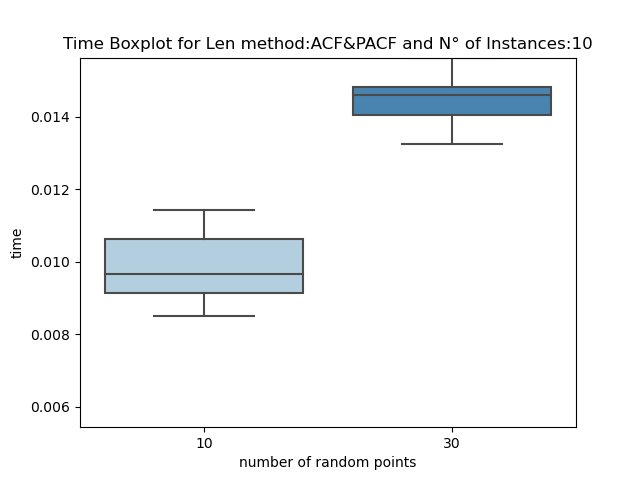 Time Boxplot for Len method:ACF&PACF and N° of Instances:10
0.014
0.012
0.010
0.008
0.006
time
10
30
number of random points